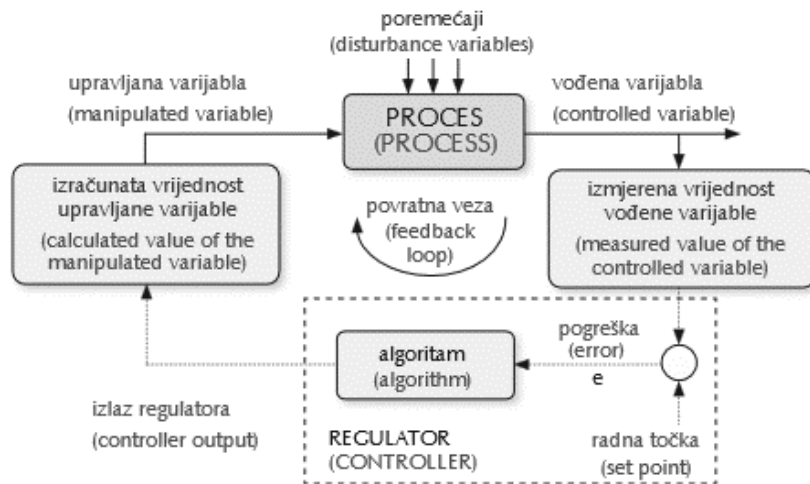 poremećaji
(disturbance variables)
upravljana varijabla
(manipulated variable)
PROCES
(PROCESS)
vođena varijabla
(controlled variable)
izračunata vrijednost
upravljane varijable
(calculated value of the
manipulated variable)
povratna veza
(feedback
loop)
izmjerena vrijednost
vođene varijable
(measured value of the
controlled variable)
algoritam
(algorithm)
pogreška
(error)
e
izlaz regulatora
(controller output)
REGULATOR
(CONTROLLER)
radna točka
(set point)